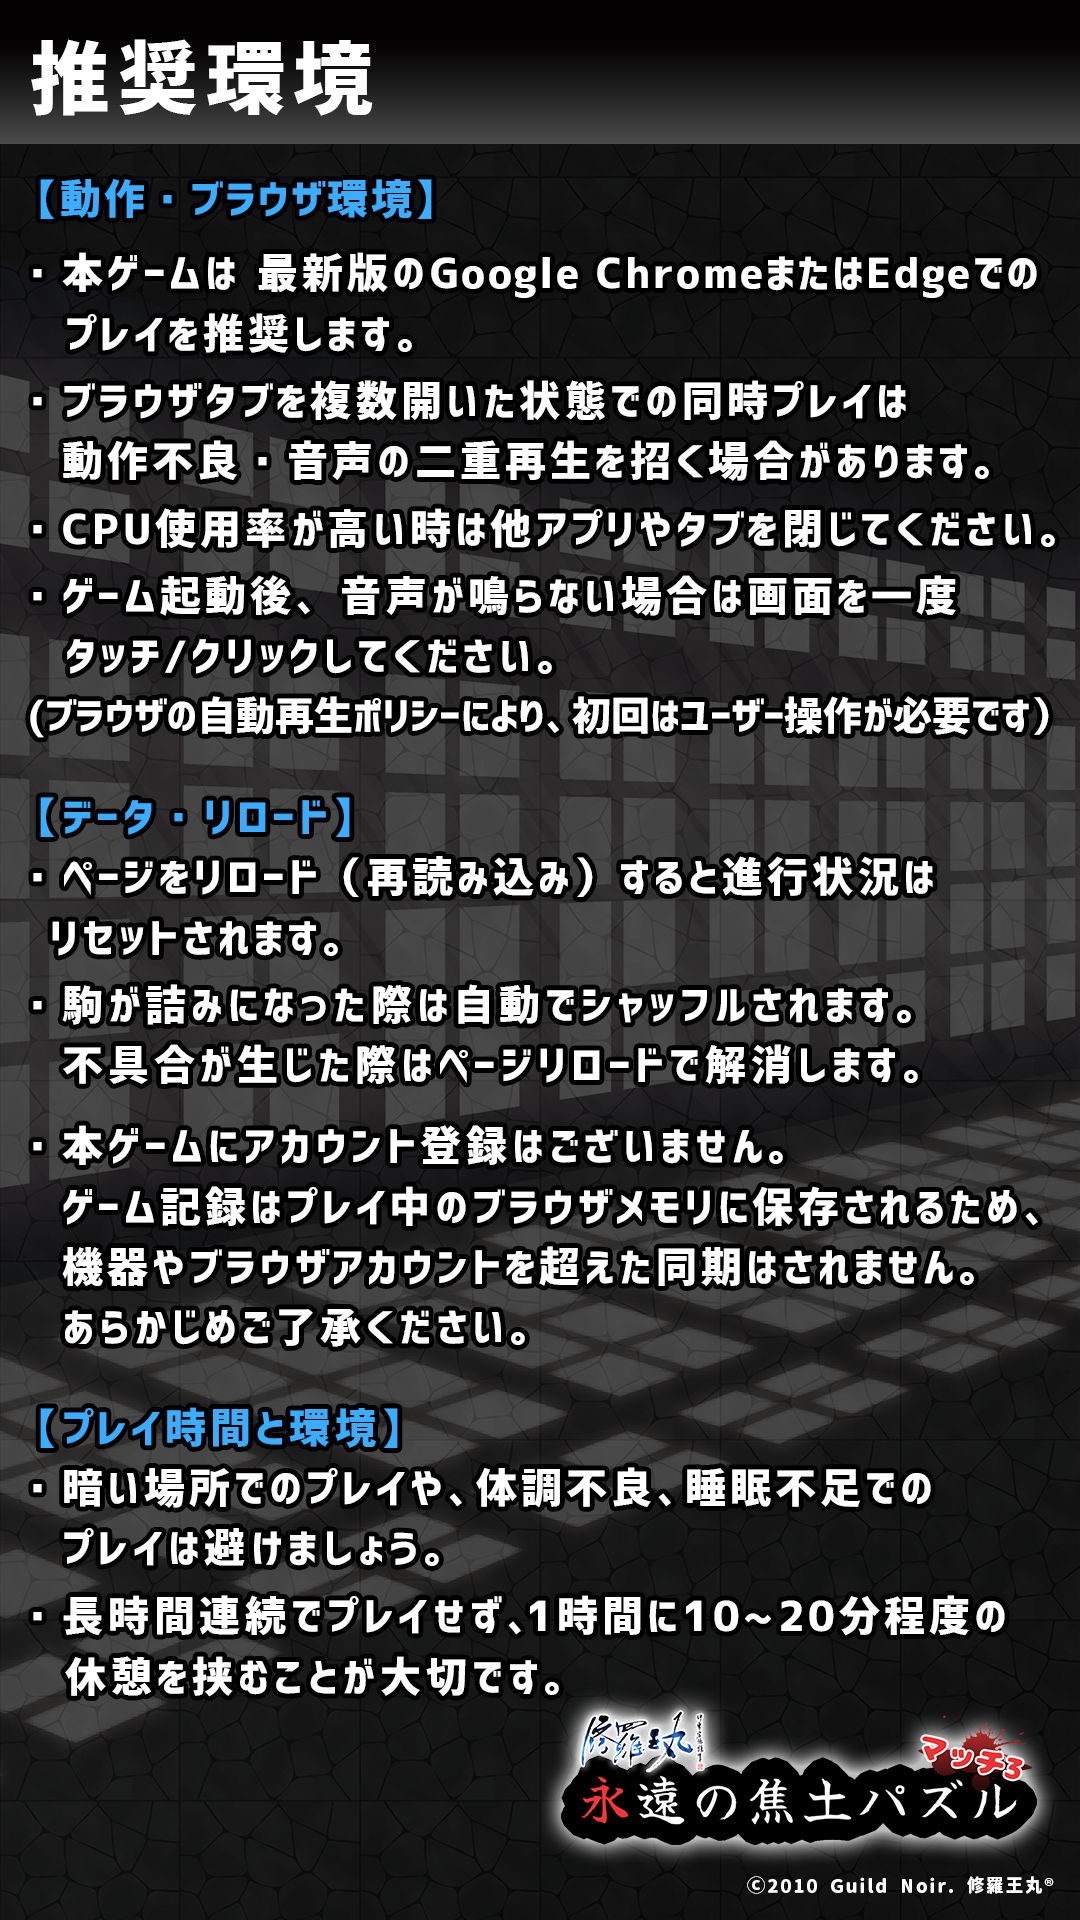 推奨環境
【動作・ブラウザ環境】
・本ゲームは 最新版のGoogle ChromeまたはEdgeでの
プレイを推奨します。
・ブラウザタブを複数開いた状態での同時プレイは
動作不良・音声の二重再生を招く場合があります。
・CPU使用率が高い時は他アプリやタブを閉じてください。
・ゲーム起動後、音声が鳴らない場合は画面を一度
タッチ/クリックしてください。
(ブラウザの自動再生ポリシーにより、初回はユーザー操作が必要です)
【データ・リロード】
・ページをリロード（再読み込み）すると進行状況は
リセットされます。
・駒が詰みになった際は自動でシャッフルされます。
不具合が生じた際はページリロードで解消します。
・本ゲームにアカウント登録はございません。
ゲーム記録はプレイ中のブラウザメモリに保存されるため、
機器やブラウザアカウントを超えた同期はされません。
あらかじめご了承ください。
【プレイ時間と環境】
・暗い場所でのプレイや、体調不良、睡眠不足での
プレイは避けましょう。
・長時間連続でプレイせず、1時間に10~20分程度の
休憩を挟むことが大切です。
修羅王丸
マッチ3
永遠の焦土パズル
©2010 Guild Noir. 修羅王丸®